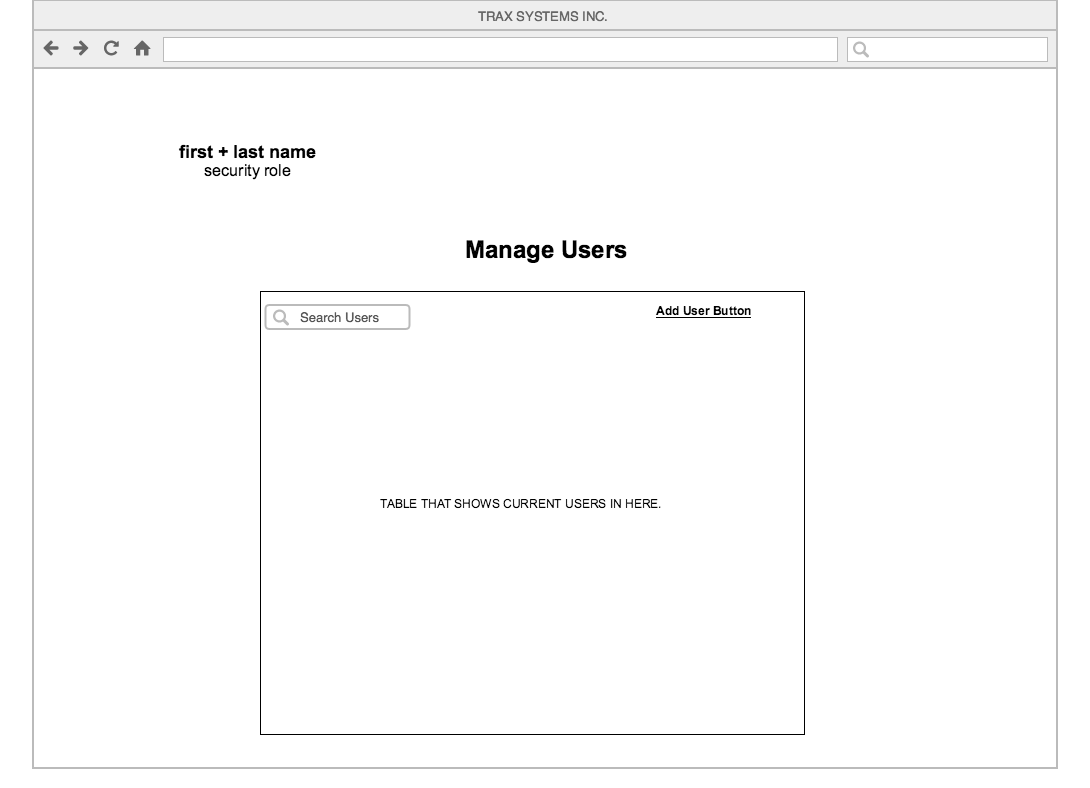 TRAX SYSTEMS INC.
first + last name
security role
Manage Users
Search Users
Add User Button
TABLE THAT SHOWS CURRENT USERS IN HERE.